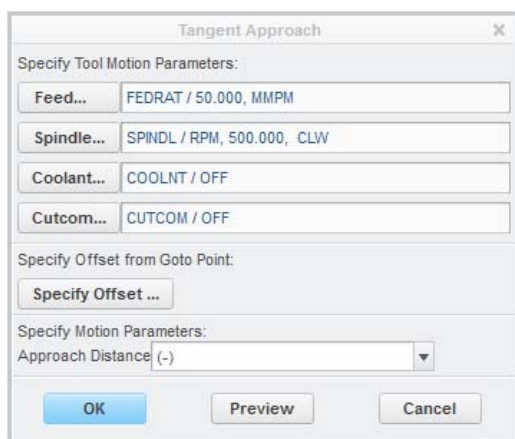 Tangent Approach
Specify Tool Motion Parameters:
Feed... FEDRAT / 50.000, MMPM
Spindle... SPINDL / RPM, 500.000, CLW
Coolant... COOLNT / OFF
Cutcom... CUTCOM / OFF
Specify Offset from Goto Point:
Specify Offset ...
Specify Motion Parameters:
Approach Distance (-)
OK Preview Cancel